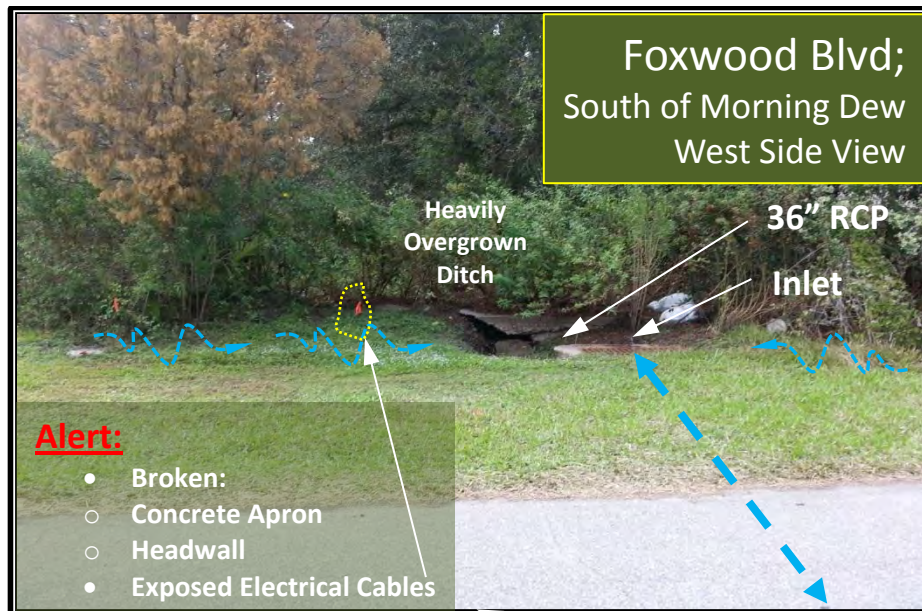 Foxwood Blvd;
South of Morning Dew
West Side View
Heavily
Overgrown
Ditch
36” RCP
Inlet
Alert:
• Broken:
○ Concrete Apron
○ Headwall
• Exposed Electrical Cables